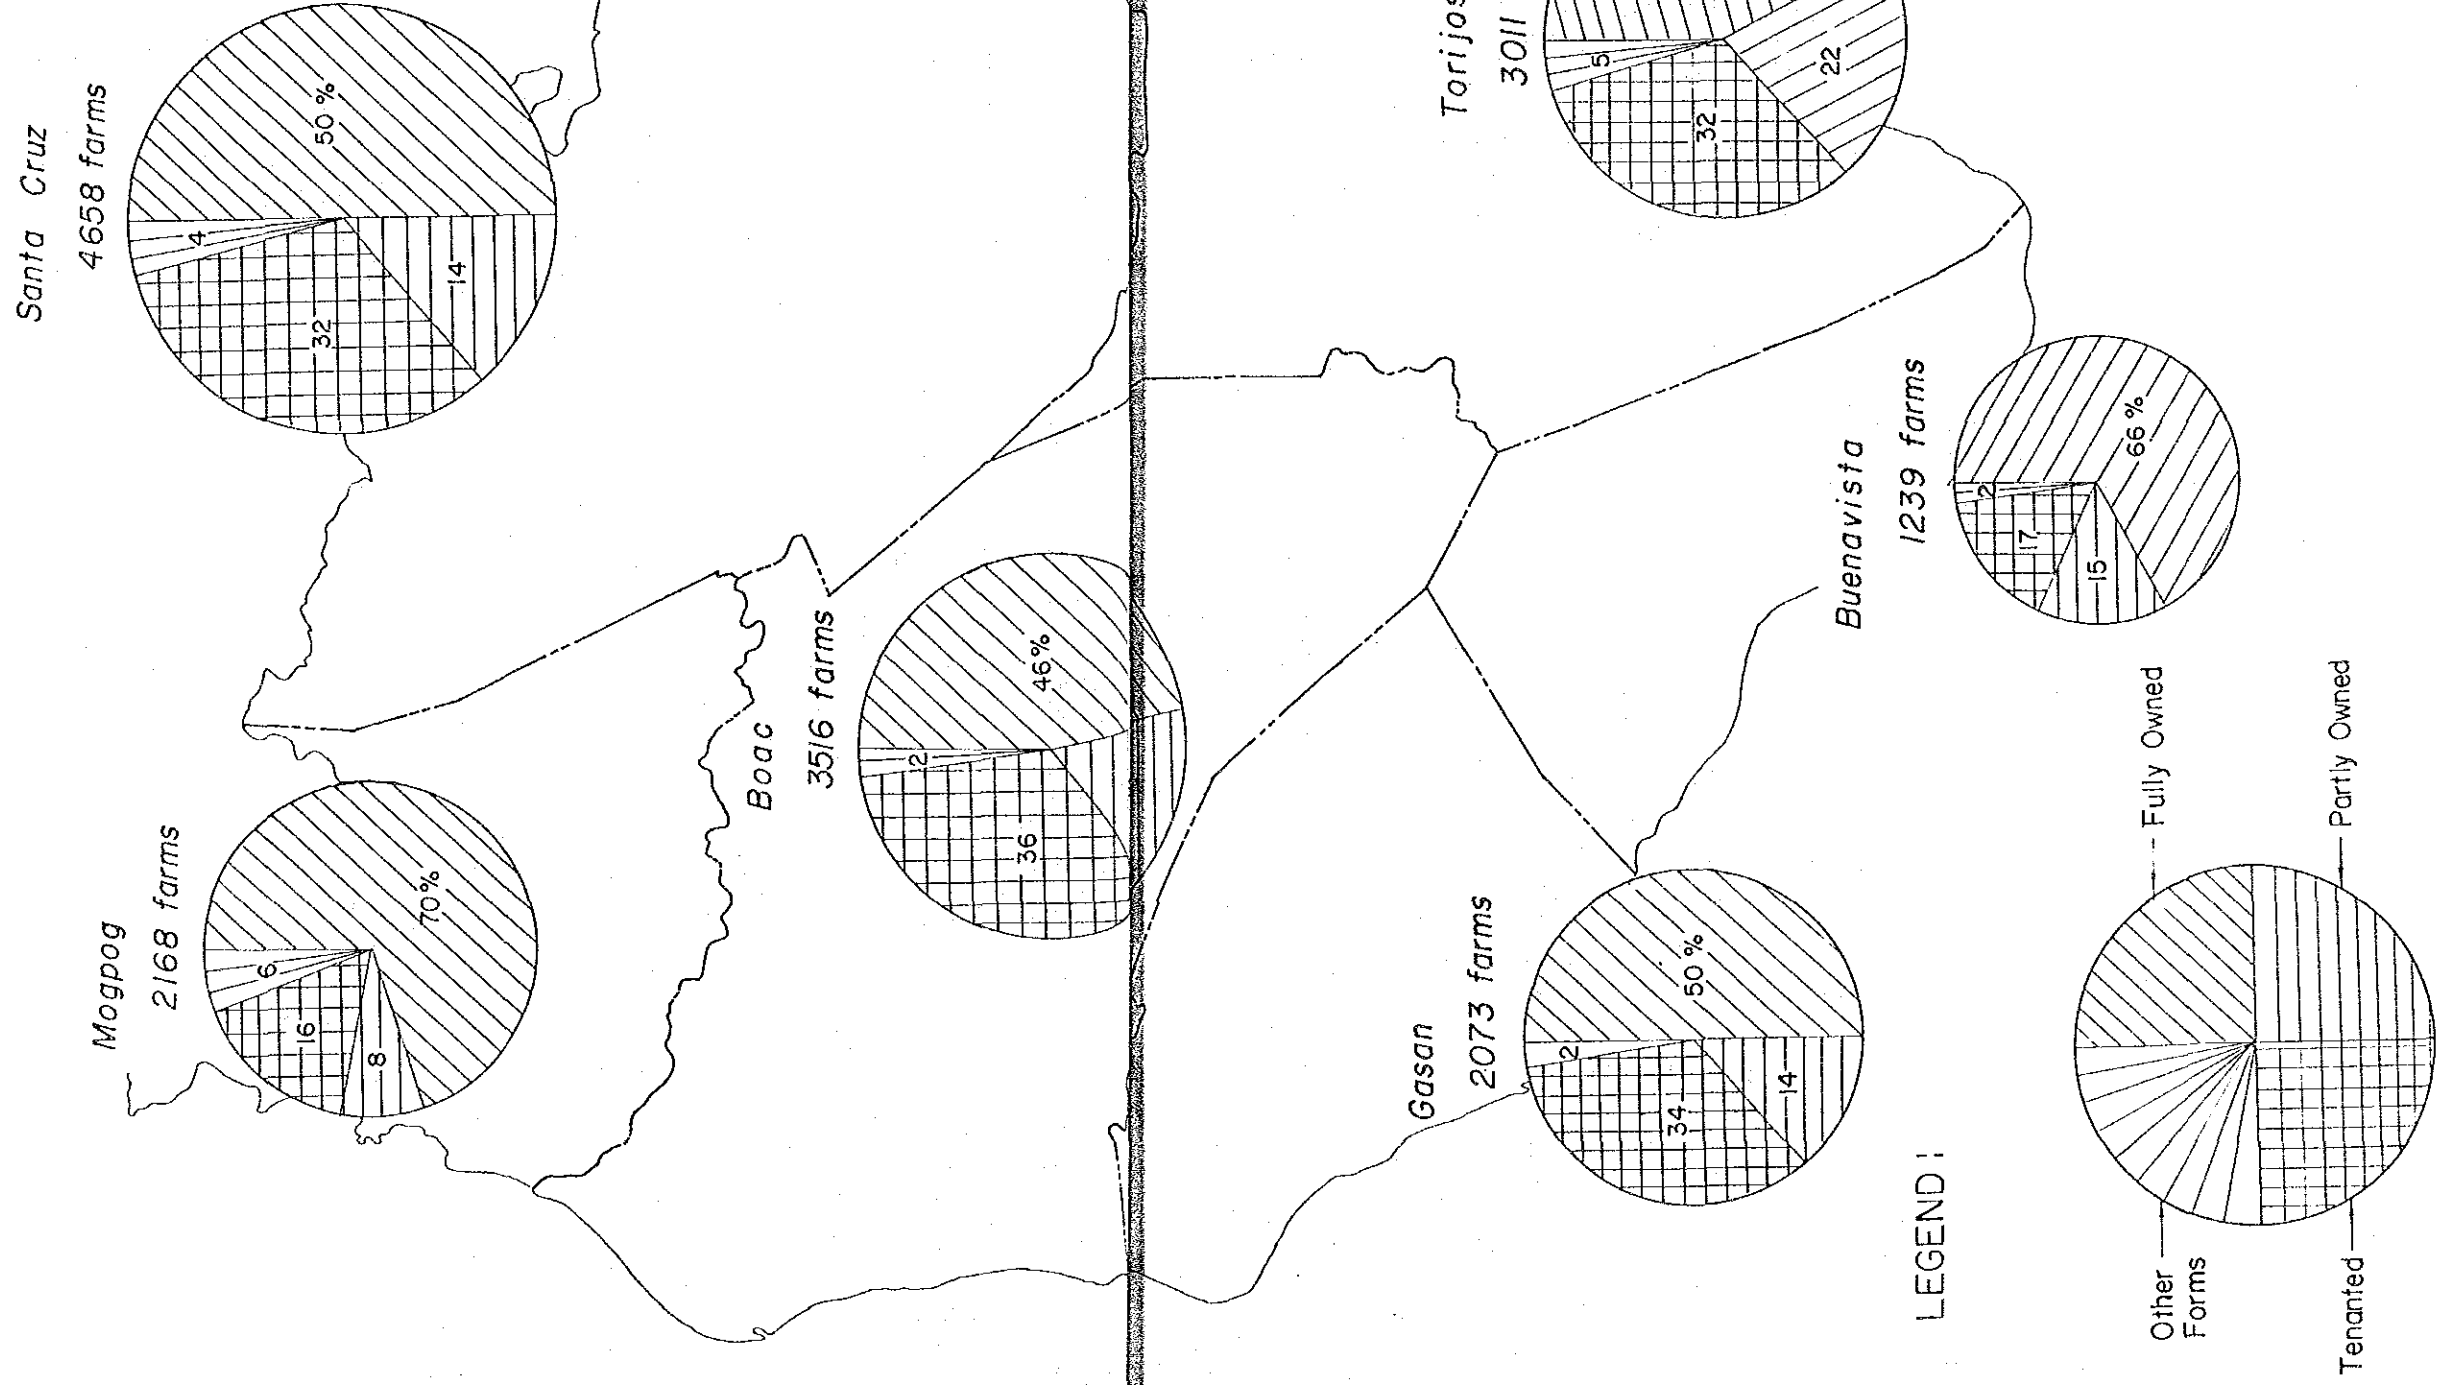 Santa Cruz
4658 farms
50 %
4
32
14
Mogpog
2168 farms
70%
6
16
8
Boac
3516 farms
46%
2
36
Torijos
3011
5
32
22
Buenavista
1239 farms
66 %
2
17
15
Gasan
2073 farms
50 %
2
34
14
LEGEND :
Fully Owned
Partly Owned
Other
Forms
Tenanted